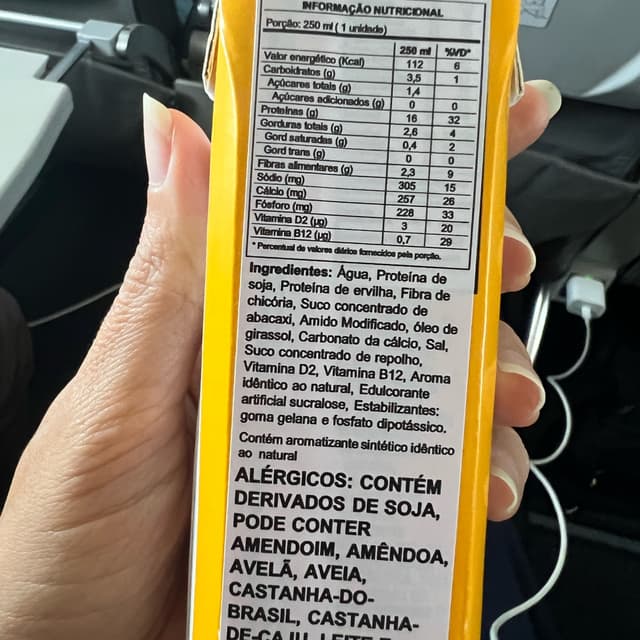 INFORMAÇÃO NUTRICIONAL
Porção: 250 ml ( 1 unidade)
250 ml %VD*
Valor energético (Kcal) 112 6
Carboidratos (g) 3,5 1
Açúcares totais (g) 1,4
Açúcares adicionados (g) 0 0
Proteínas (g) 16 32
Gorduras totais (g) 2,6 4
Gord saturadas (g) 0,4 2
Gord trans (g) 0 0
Fibras alimentares (g) 2,3 9
Sódio (mg) 305 15
Cálcio (mg) 257 26
Fósforo (mg) 228 33
Vitamina D2 (µg) 3 20
Vitamina B12 (µg) 0,7 29
* Percentual de valores diários fornecidos pela porção.
Ingredientes: Água, Proteína de
soja, Proteína de ervilha, Fibra de
chicória, Suco concentrado de
abacaxi, Amido Modificado, óleo de
girassol, Carbonato da cálcio, Sal,
Suco concentrado de repolho,
Vitamina D2, Vitamina B12, Aroma
idêntico ao natural, Edulcorante
artificial sucralose, Estabilizantes:
goma gelana e fosfato dipotássico.
Contém aromatizante sintético idêntico
ao natural
ALÉRGICOS: CONTÉM
DERIVADOS DE SOJA,
PODE CONTER
AMENDOIM, AMÊNDOA,
AVELÃ, AVEIA,
CASTANHA-DO-
BRASIL, CASTANHA-
DE-CAJU, LEITE E